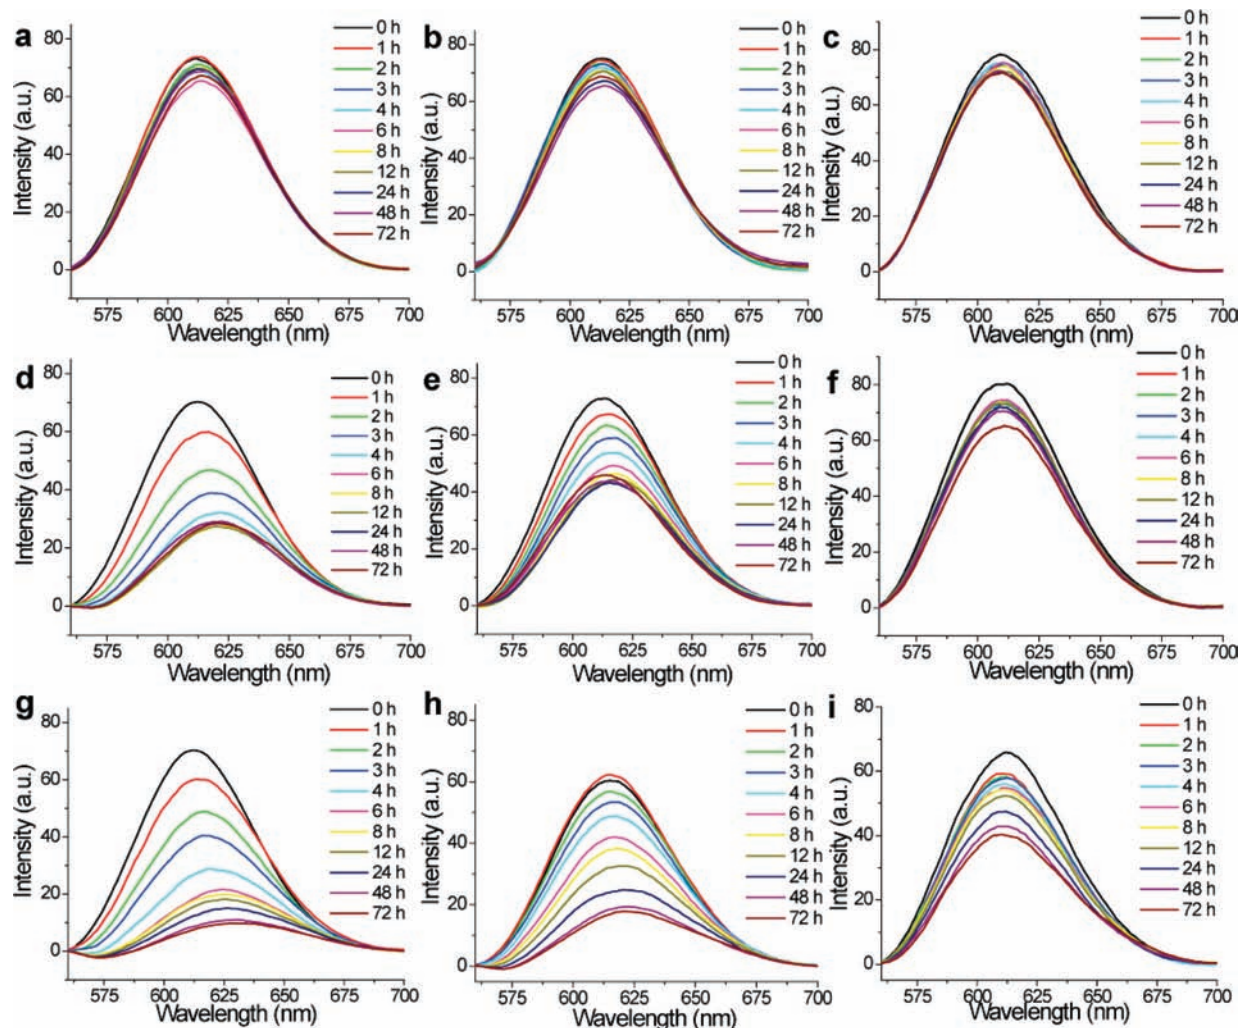 a
Intensity (a.u.)
80
60
40
20
0
575 600 625 650 675 700
Wavelength (nm)
0 h
1 h
2 h
3 h
4 h
6 h
8 h
12 h
24 h
48 h
72 h
b
Intensity (a.u.)
80
60
40
20
0
575 600 625 650 675 700
Wavelength (nm)
0 h
1 h
2 h
3 h
4 h
6 h
8 h
12 h
24 h
48 h
72 h
c
Intensity (a.u.)
80
60
40
20
0
575 600 625 650 675 700
Wavelength (nm)
0 h
1 h
2 h
3 h
4 h
6 h
8 h
12 h
24 h
48 h
72 h
d
Intensity (a.u.)
80
60
40
20
0
575 600 625 650 675 700
Wavelength (nm)
0 h
1 h
2 h
3 h
4 h
6 h
8 h
12 h
24 h
48 h
72 h
e
Intensity (a.u.)
80
60
40
20
0
575 600 625 650 675 700
Wavelength (nm)
0 h
1 h
2 h
3 h
4 h
6 h
8 h
12 h
24 h
48 h
72 h
f
Intensity (a.u.)
80
60
40
20
0
575 600 625 650 675 700
Wavelength (nm)
0 h
1 h
2 h
3 h
4 h
6 h
8 h
12 h
24 h
48 h
72 h
g
Intensity (a.u.)
80
60
40
20
0
575 600 625 650 675 700
Wavelength (nm)
0 h
1 h
2 h
3 h
4 h
6 h
8 h
12 h
24 h
48 h
72 h
h
Intensity (a.u.)
80
60
40
20
0
575 600 625 650 675 700
Wavelength (nm)
0 h
1 h
2 h
3 h
4 h
6 h
8 h
12 h
24 h
48 h
72 h
i
Intensity (a.u.)
80
60
40
20
0
575 600 625 650 675 700
Wavelength (nm)
0 h
1 h
2 h
3 h
4 h
6 h
8 h
12 h
24 h
48 h
72 h